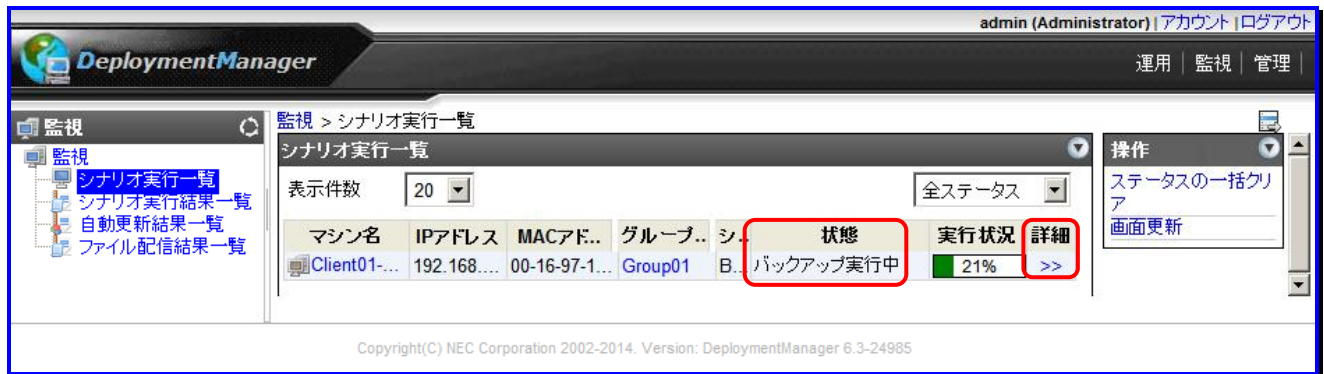 admin (Administrator) | アカウント | ログアウト
DeploymentManager
運用 | 監視 | 管理 |
監視
監視
シナリオ実行一覧
シナリオ実行結果一覧
自動更新結果一覧
ファイル配信結果一覧
監視 > シナリオ実行一覧
シナリオ実行一覧
表示件数 20 全ステータス
マシン名 IPアドレス MACアド... グループ.. シ.. 状態 実行状況 詳細
Client01-... 192.168.... 00-16-97-1... Group01 B... バックアップ実行中 21% >>
操作
ステータスの一括クリ
ア
画面更新
Copyright(C) NEC Corporation 2002-2014. Version: DeploymentManager 6.3-24985